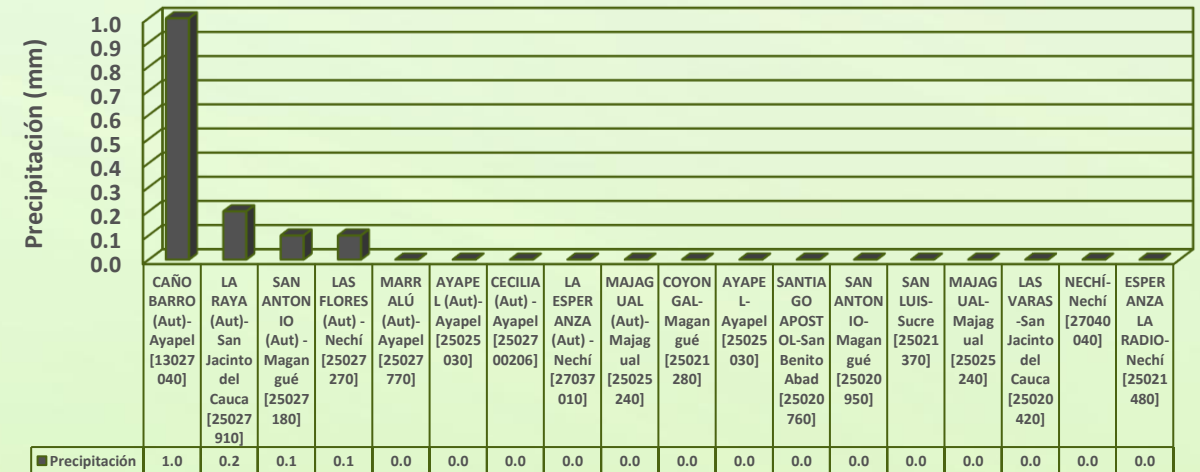 Precipitación (mm)
1.0
0.9
0.8
0.7
0.6
0.5
0.4
0.3
0.2
0.1
0.0
CAÑO
BARRO
(Aut)-
Ayapel
[13027
040]
LA
RAYA
(Aut)-
San
Jacinto
del
Cauca
[25027
910]
SAN
ANTON
IO
(Aut) -
Magan
gué
[25027
180]
LAS
FLORES
(Aut) -
Nechí
[25027
270]
MARR
ALÚ
(Aut)-
Ayapel
[25027
770]
AYAPE
L (Aut)-
Ayapel
[25025
030]
CECILIA
(Aut) -
Ayapel
[25027
00206]
LA
ESPER
ANZA
(Aut) -
Nechí
[27037
010]
MAJAG
UAL
(Aut)-
Majag
ual
[25025
240]
COYON
GAL-
Magan
gué
[25021
280]
AYAPE
L-
Ayapel
[25025
030]
SANTIA
GO
APOST
OL-San
Benito
Abad
[25020
760]
SAN
ANTON
IO-
Magan
gué
[25020
950]
SAN
LUIS-
Sucre
[25021
370]
MAJAG
UAL-
Majag
ual
[25025
240]
LAS
VARAS
-San
Jacinto
del
Cauca
[25020
420]
NECHÍ-
Nechí
[27040
040]
ESPER
ANZA
LA
RADIO-
Nechí
[25021
480]
Precipitación 1.0 0.2 0.1 0.1 0.0 0.0 0.0 0.0 0.0 0.0 0.0 0.0 0.0 0.0 0.0 0.0 0.0 0.0